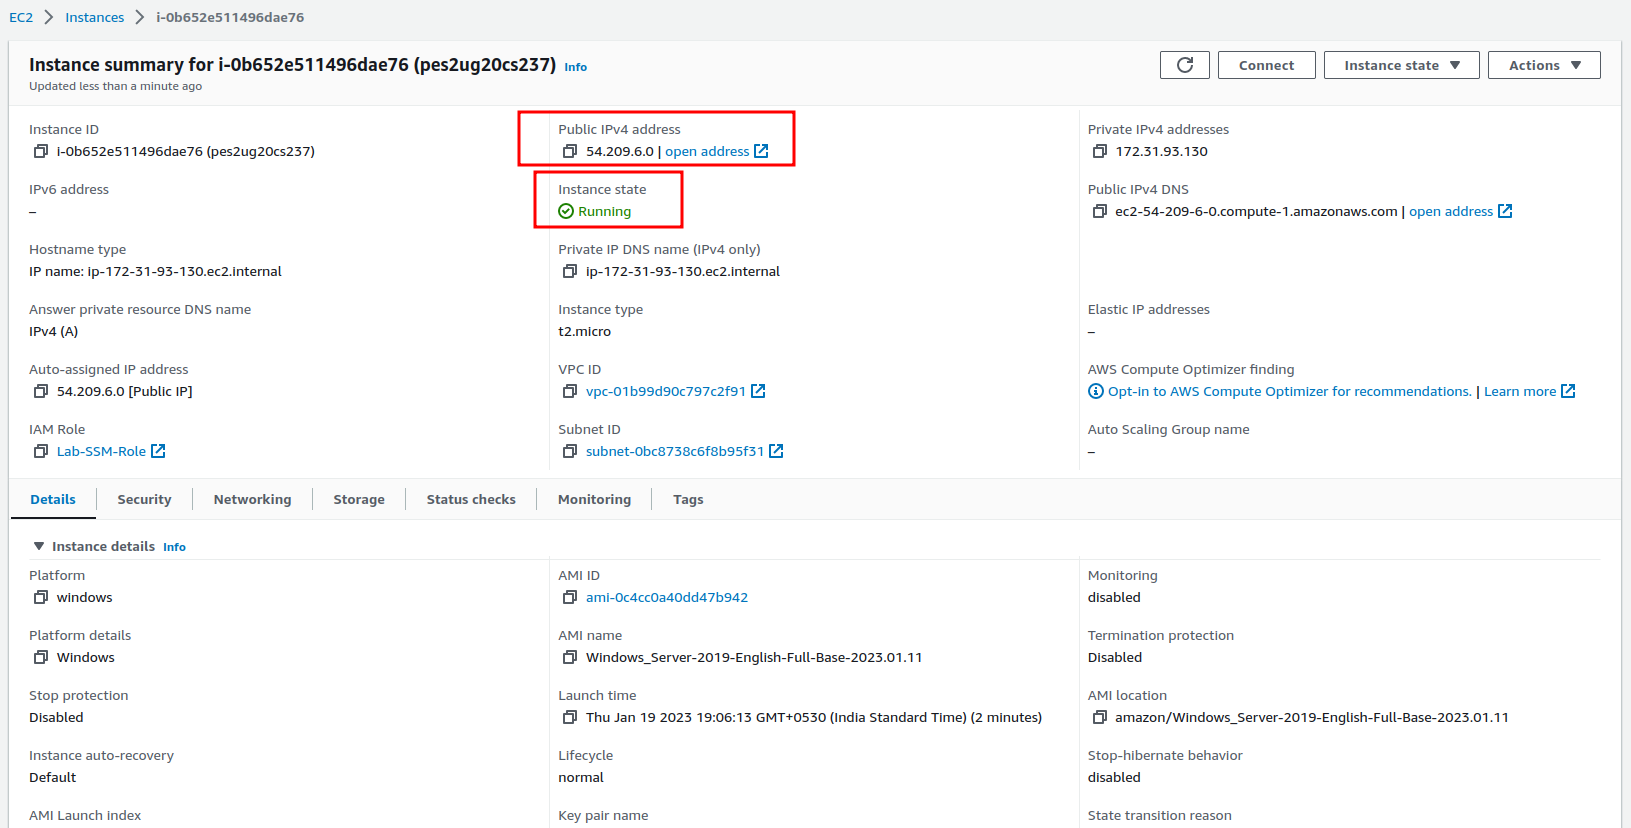 EC2 > Instances > i-0b652e511496dae76
Instance summary for i-0b652e511496dae76 (pes2ug20cs237) Info
Updated less than a minute ago
Connect
Instance state
Actions
Instance ID
i-0b652e511496dae76 (pes2ug20cs237)
Public IPv4 address
54.209.6.0 | open address
Private IPv4 addresses
172.31.93.130
IPv6 address
–
Instance state
Running
Public IPv4 DNS
ec2-54-209-6-0.compute-1.amazonaws.com | open address
Hostname type
IP name: ip-172-31-93-130.ec2.internal
Private IP DNS name (IPv4 only)
ip-172-31-93-130.ec2.internal
Answer private resource DNS name
IPv4 (A)
Instance type
t2.micro
Elastic IP addresses
–
Auto-assigned IP address
54.209.6.0 [Public IP]
VPC ID
vpc-01b99d90c797c2f91
AWS Compute Optimizer finding
Opt-in to AWS Compute Optimizer for recommendations. | Learn more
IAM Role
Lab-SSM-Role
Subnet ID
subnet-0bc8738c6f8b95f31
Auto Scaling Group name
–
Details
Security
Networking
Storage
Status checks
Monitoring
Tags
Instance details Info
Platform
windows
AMI ID
ami-0c4cc0a40dd47b942
Monitoring
disabled
Platform details
Windows
AMI name
Windows_Server-2019-English-Full-Base-2023.01.11
Termination protection
Disabled
Stop protection
Disabled
Launch time
Thu Jan 19 2023 19:06:13 GMT+0530 (India Standard Time) (2 minutes)
AMI location
amazon/Windows_Server-2019-English-Full-Base-2023.01.11
Instance auto-recovery
Default
Lifecycle
normal
Stop-hibernate behavior
disabled
AMI Launch index
Key pair name
State transition reason